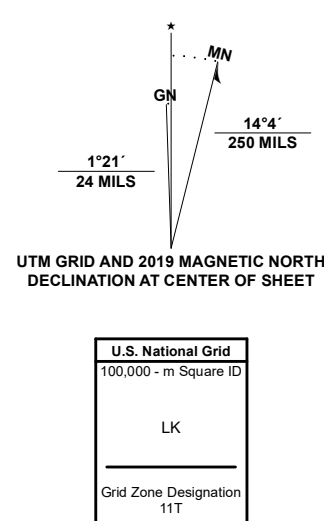 ★
MN
GN
14°4´
250 MILS
1°21´
24 MILS
UTM GRID AND 2019 MAGNETIC NORTH
DECLINATION AT CENTER OF SHEET
U.S. National Grid
100,000 - m Square ID
LK
Grid Zone Designation
11T